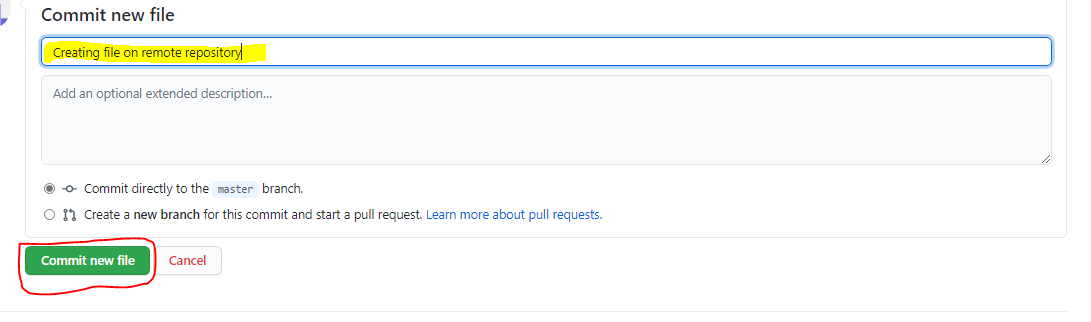 Commit new file
Creating file on remote repository
Add an optional extended description...
Commit directly to the master branch.
Create a new branch for this commit and start a pull request. Learn more about pull requests.
Commit new file Cancel